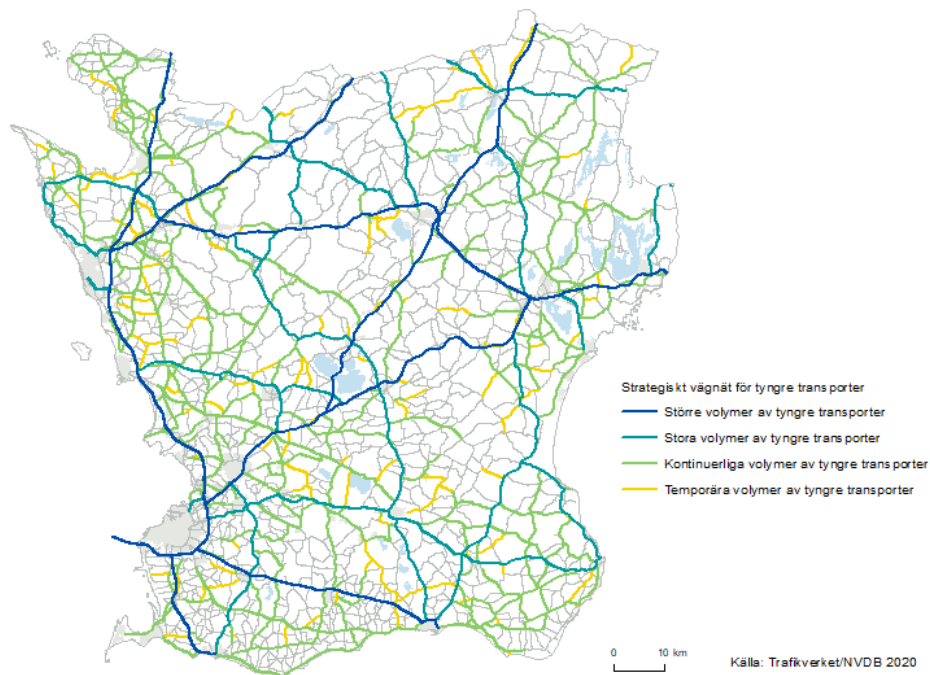 Strategiskt vägnät för tyngre transporter
Större volymer av tyngre transporter
Stora volymer av tyngre transporter
Kontinuerliga volymer av tyngre transporter
Temporära volymer av tyngre transporter
0 10 km
Källa: Trafikverket/NVDB 2020